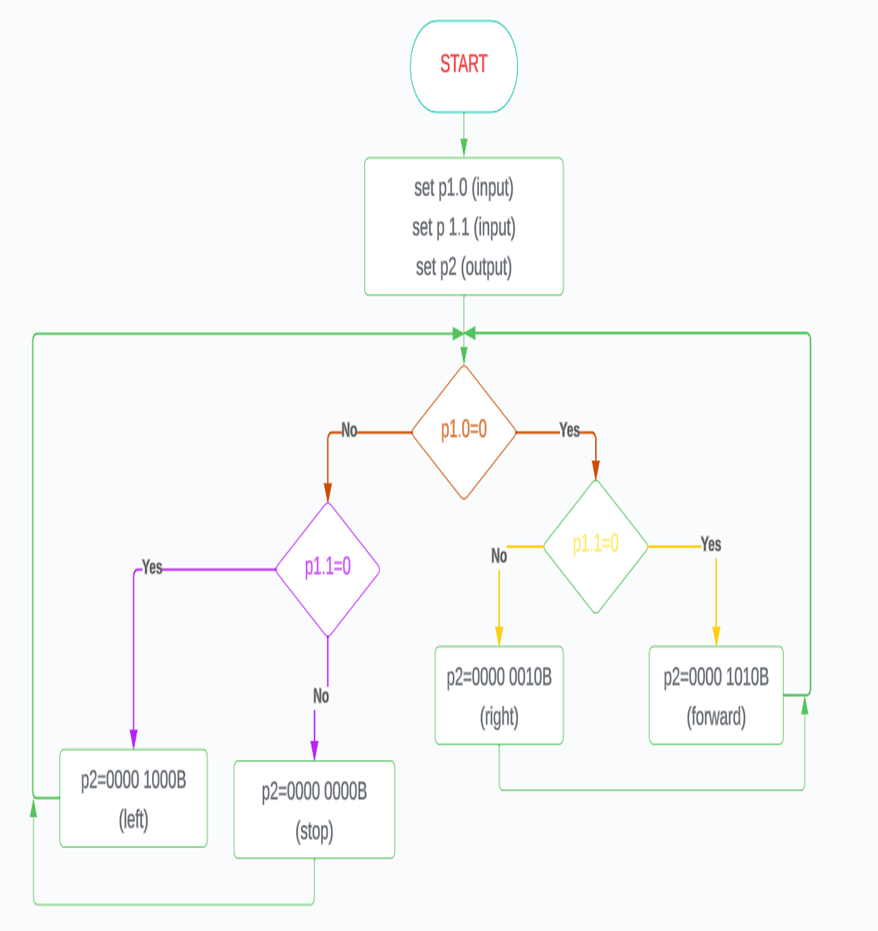 START
set p1.0 (input)
set p 1.1 (input)
set p2 (output)
p1.0=0
No
Yes
p1.1=0
Yes
No
p1.1=0
No
Yes
p2=0000 0010B
(right)
p2=0000 1010B
(forward)
p2=0000 1000B
(left)
p2=0000 0000B
(stop)